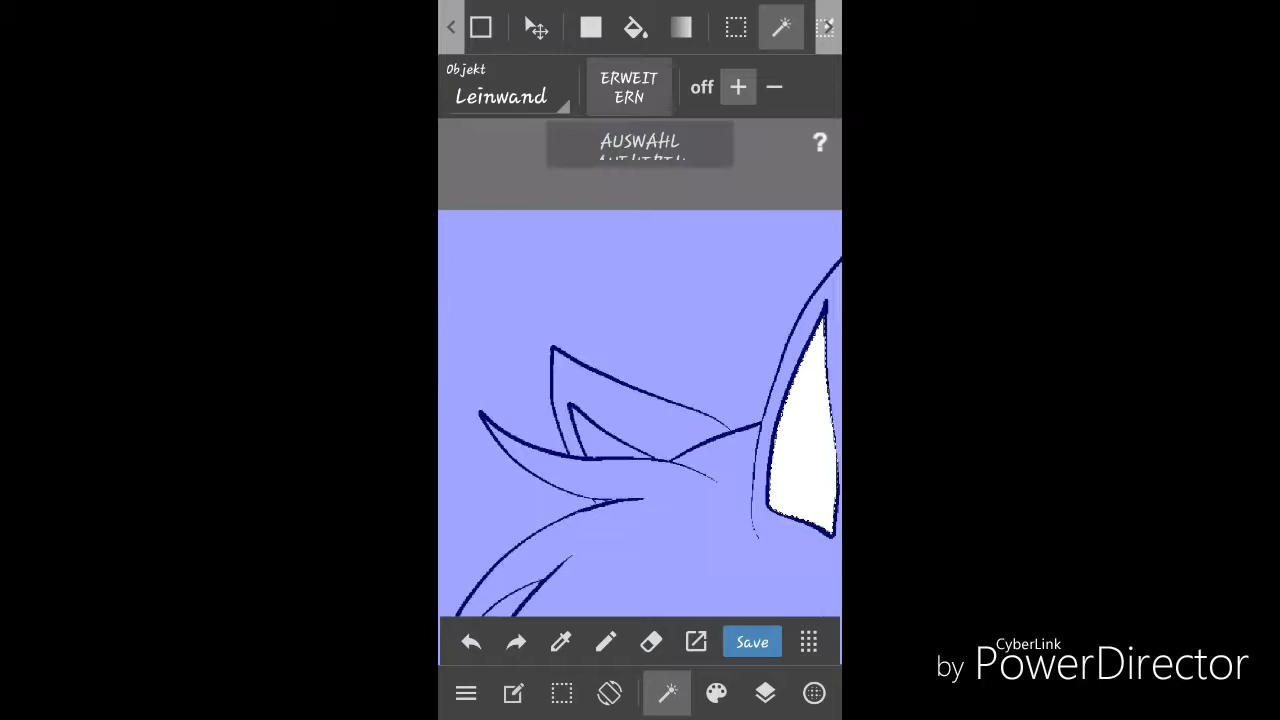 Objekt
Leinwand
ERWEIT
ERN
off
AUSWAHL
?
Save
CyberLink
by PowerDirector